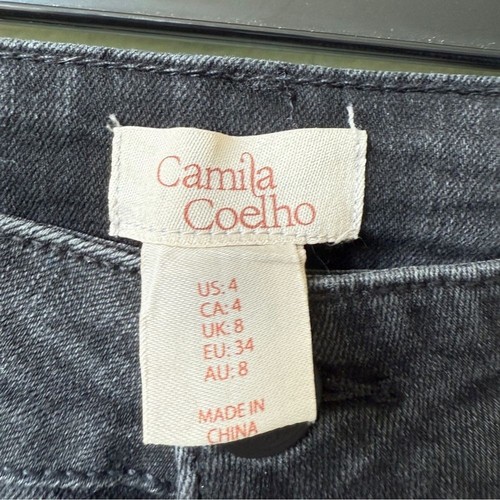 Camila
Coelho
US: 4
CA: 4
UK: 8
EU: 34
AU: 8
MADE IN
CHINA